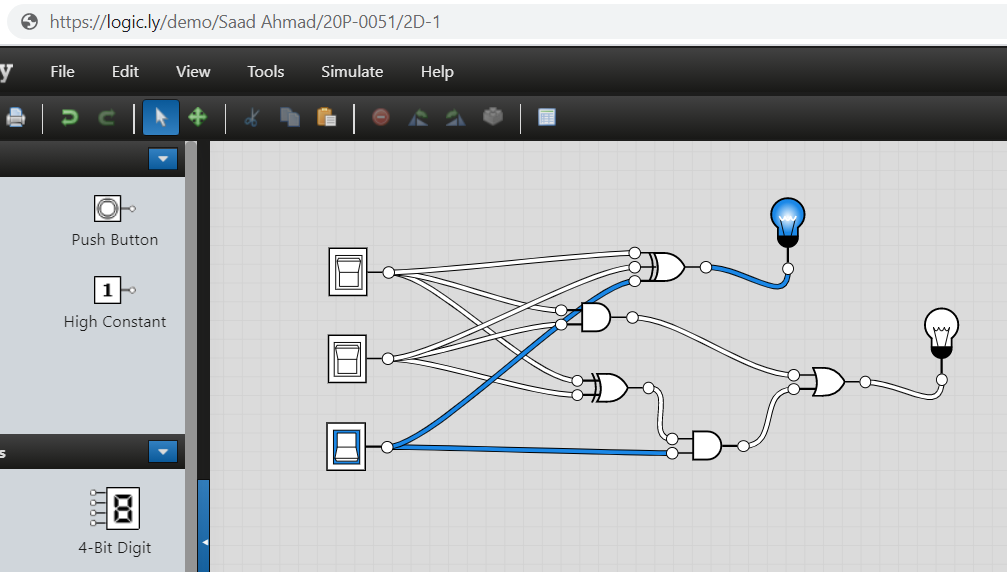 https://logic.ly/demo/Saad Ahmad/20P-0051/2D-1
y File Edit View Tools Simulate Help
Push Button
1
High Constant
s
8
4-Bit Digit